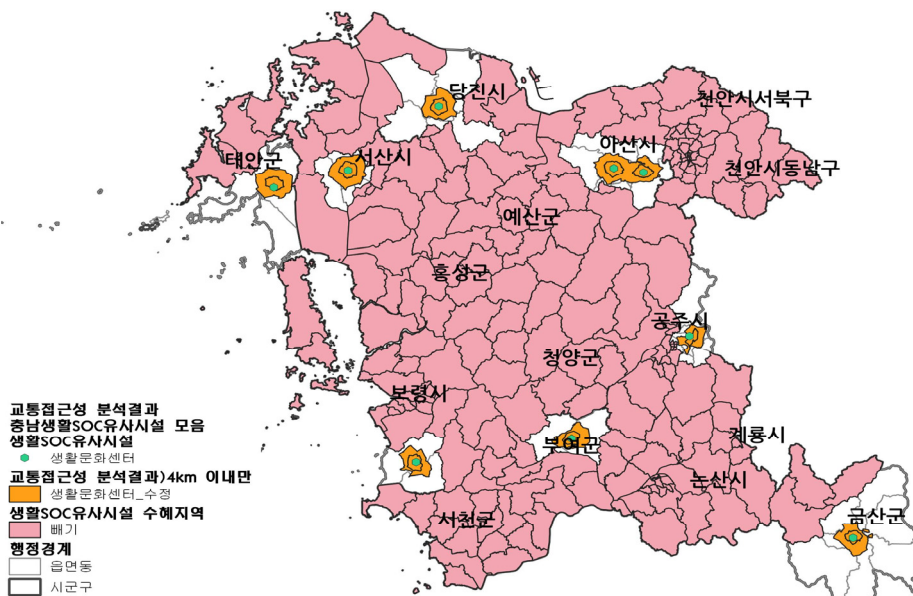 당진시
천안시서북구
아산시
태안군
서산시
천안시동남구
예산군
홍성군
공주시
청양군
보령시
부여군
계룡시
논산시
서천군
금산군
교통접근성 분석결과
충남생활SOC유사시설 모음
생활SOC유사시설
생활문화센터
교통접근성 분석결과)4km 이내만
생활문화센터_수정
생활SOC유사시설 수혜지역
빼기
행정경계
읍면동
시군구